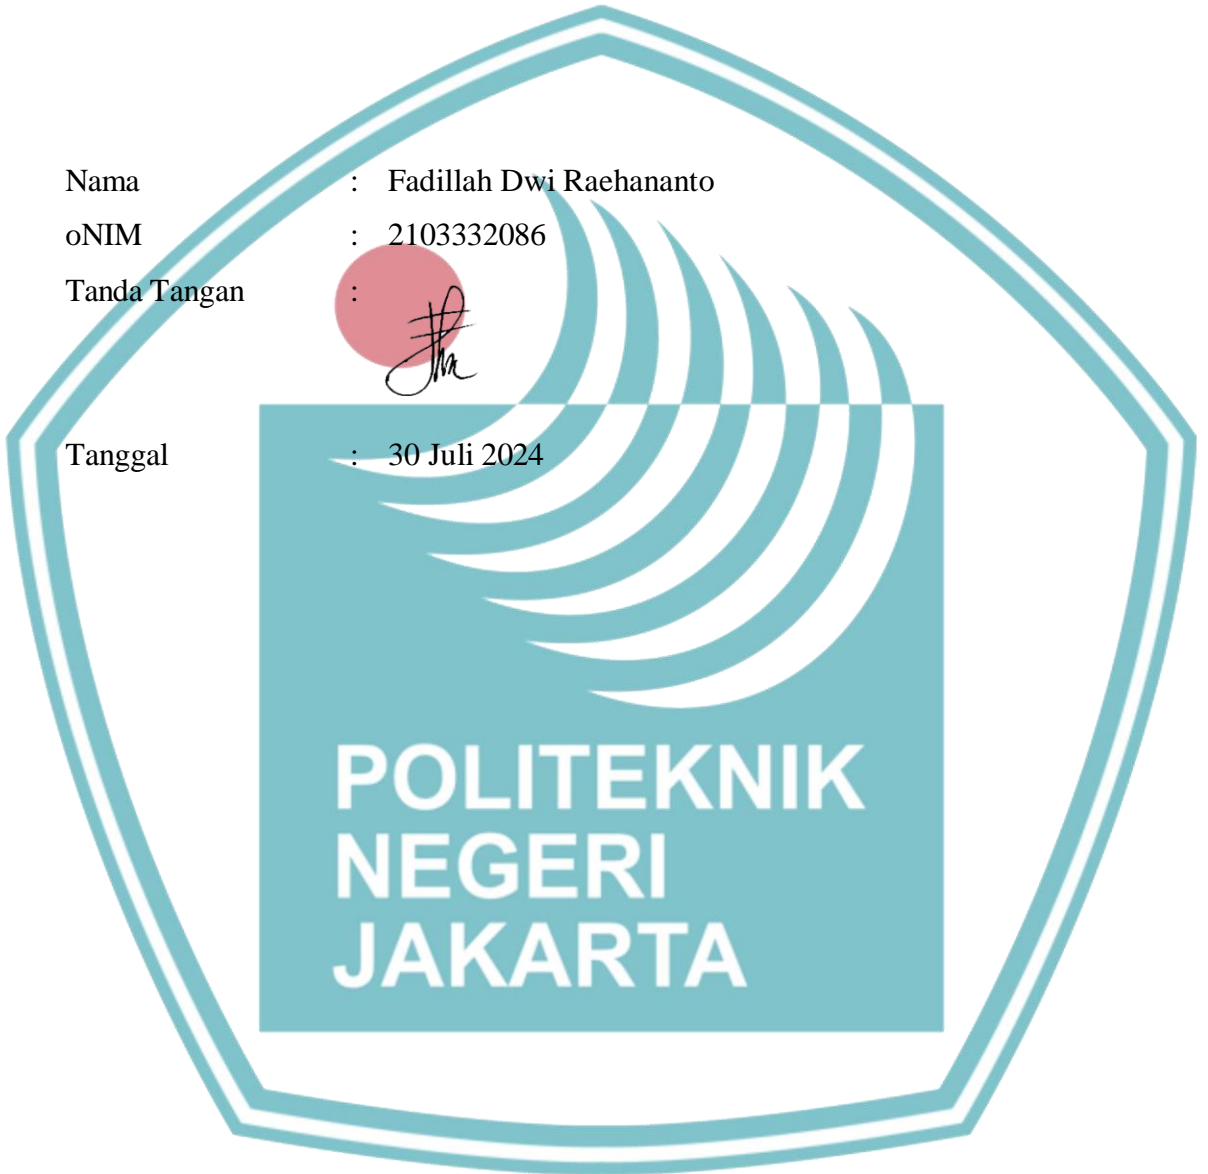 Nama : Fadillah Dwi Raehananto
oNIM : 2103332086
Tanda Tangan :
Tanggal : 30 Juli 2024
POLITEKNIK
NEGERI
JAKARTA